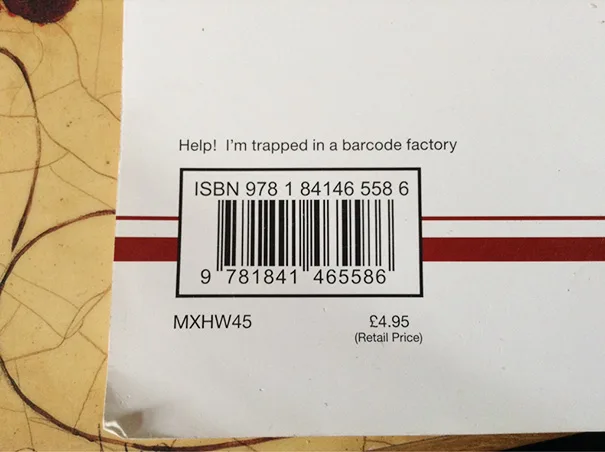 Help! I'm trapped in a barcode factory
ISBN 978 1 84146 558 6
9 781841 465586
MXHW45
£4.95
(Retail Price)